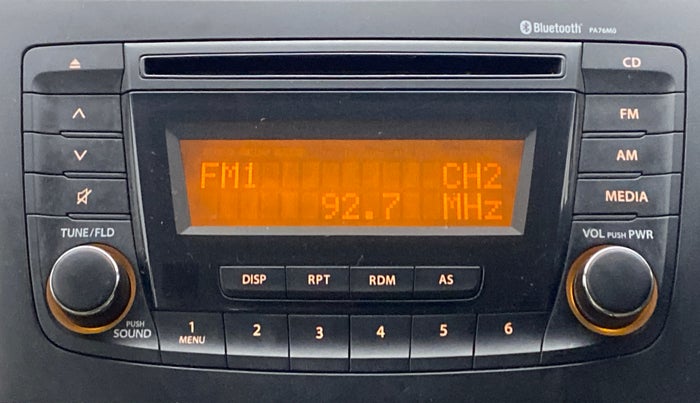 Bluetooth PA76M0
CD
FM
AM
MEDIA
FM1 CH2
92.7 MHz
TUNE/FLD
VOL PUSH PWR
DISP RPT RDM AS
PUSH SOUND
1 MENU 2 3 4 5 6